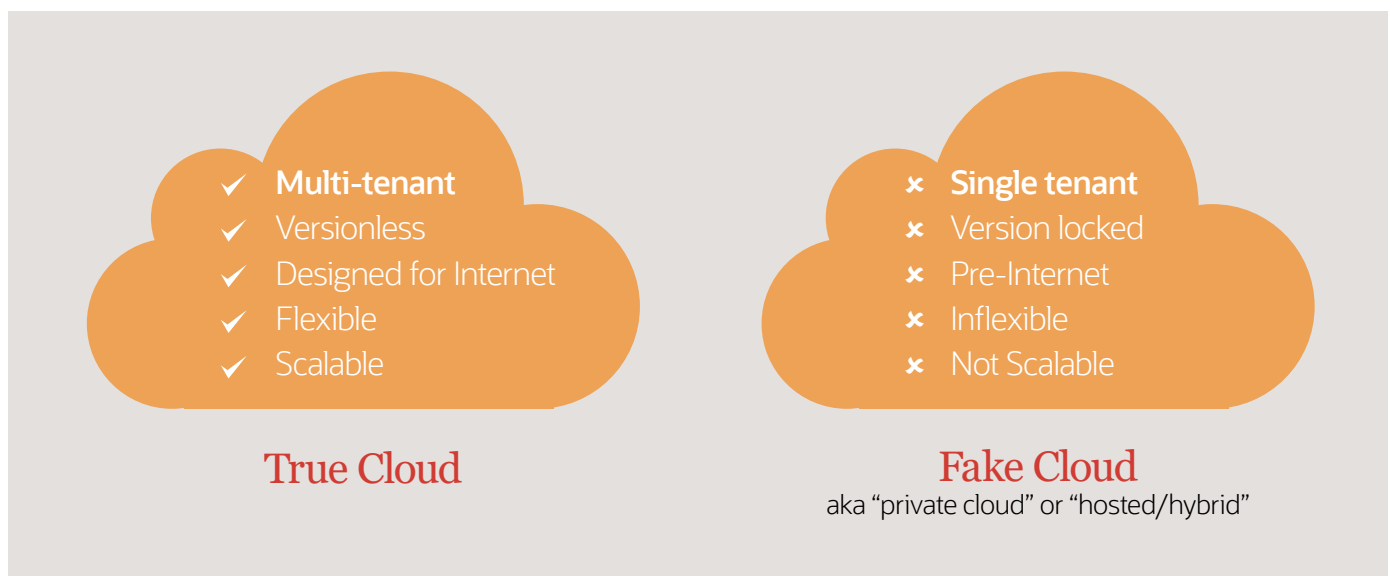 Multi-tenant
Versionless
Designed for Internet
Flexible
Scalable
True Cloud
Single tenant
Version locked
Pre-Internet
Inflexible
Not Scalable
Fake Cloud
aka “private cloud” or “hosted/hybrid”